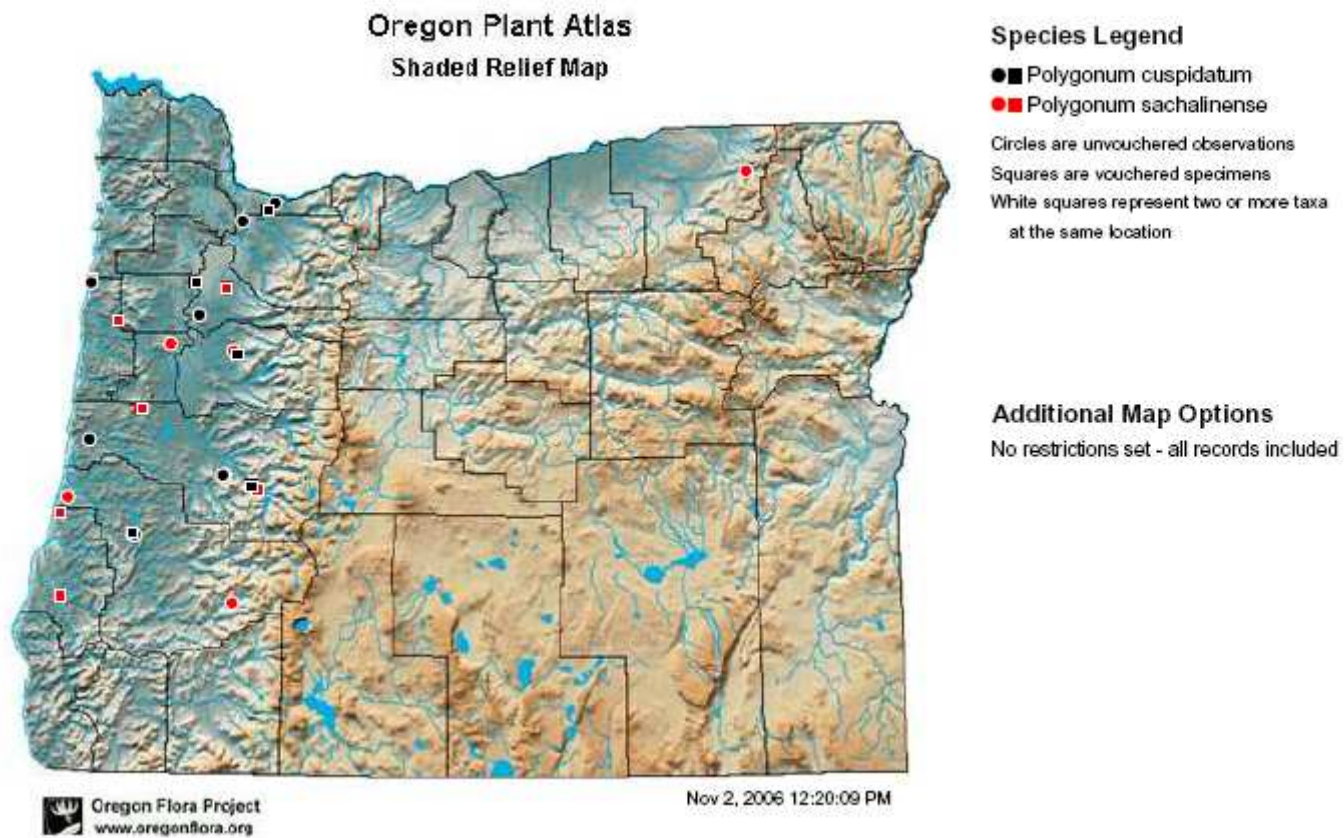 Oregon Plant Atlas
Shaded Relief Map
Species Legend
Polygonum cuspidatum
Polygonum sachalinense
Circles are unvouchered observations
Squares are vouchered specimens
White squares represent two or more taxa
at the same location
Additional Map Options
No restrictions set - all records included
Oregon Flora Project
www.oregonflora.org
Nov 2, 2006 12:20:09 PM